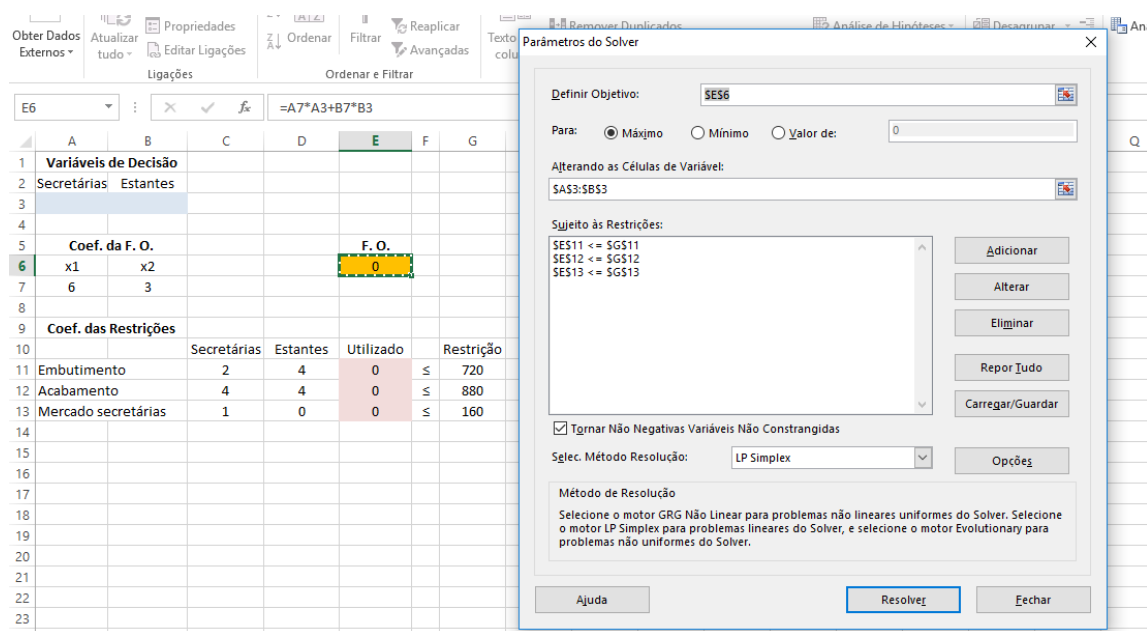 Obter Dados Externos
Atualizar tudo
Propriedades
Editar Ligações
Ligações
Ordenar
Filtrar
Reaplicar
Avançadas
Ordenar e Filtrar
Texto
colu
Remover Duplicados
Análise de Hipóteses
Desagrupar
E6
fx
=A7*A3+B7*B3
A B C D E F G Q
1 Variáveis de Decisão
2 Secretárias Estantes
3
4
5 Coef. da F. O. F. O.
6 x1 x2 0
7 6 3
8
9 Coef. das Restrições
10 Secretárias Estantes Utilizado Restrição
11 Embutimento 2 4 0 ≤ 720
12 Acabamento 4 4 0 ≤ 880
13 Mercado secretárias 1 0 0 ≤ 160
14
15
16
17
18
19
20
21
22
23
Parâmetros do Solver
Definir Objetivo: $E$6
Para: Máximo Mínimo Valor de: 0
Alterando as Células de Variável:
$A$3:$B$3
Sujeito às Restrições:
$E$11 <= $G$11
$E$12 <= $G$12
$E$13 <= $G$13
Adicionar
Alterar
Eliminar
Repor Tudo
Carregar/Guardar
Tornar Não Negativas Variáveis Não Constrangidas
Selec. Método Resolução: LP Simplex
Opções
Método de Resolução
Selecione o motor GRG Não Linear para problemas não lineares uniformes do Solver. Selecione
o motor LP Simplex para problemas lineares do Solver, e selecione o motor Evolutionary para
problemas não uniformes do Solver.
Ajuda
Resolver
Fechar